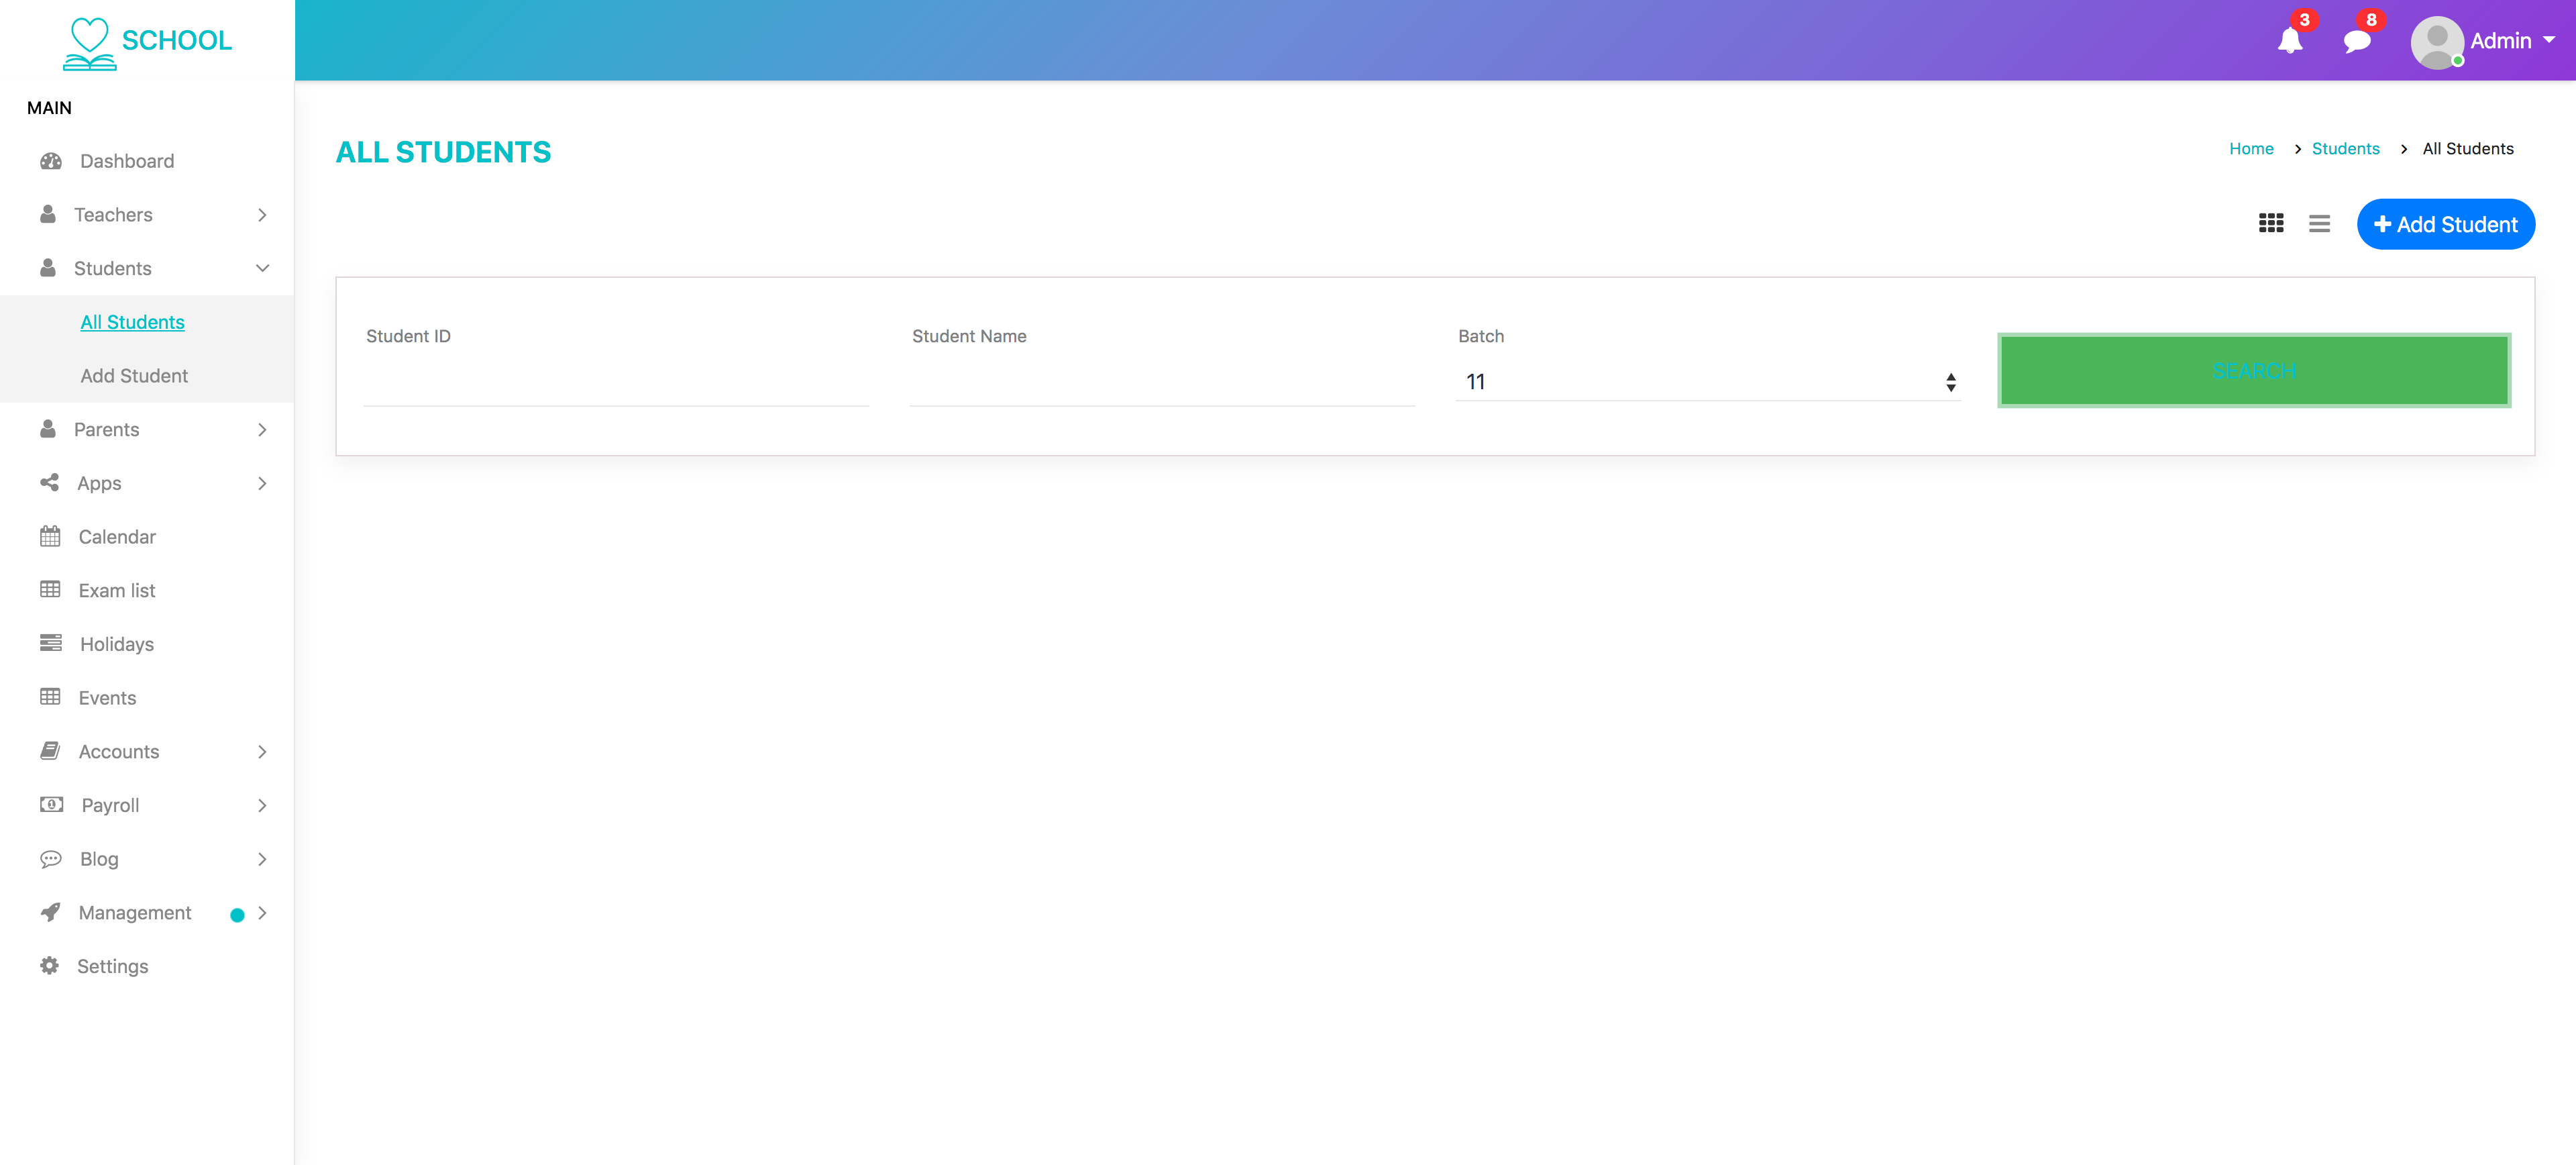 SCHOOL
3
8
Admin
MAIN
Dashboard
Teachers
Students
All Students
Add Student
Parents
Apps
Calendar
Exam list
Holidays
Events
Accounts
Payroll
Blog
Management
Settings
ALL STUDENTS
Home > Students > All Students
Add Student
Student ID
Student Name
Batch
11
SEARCH